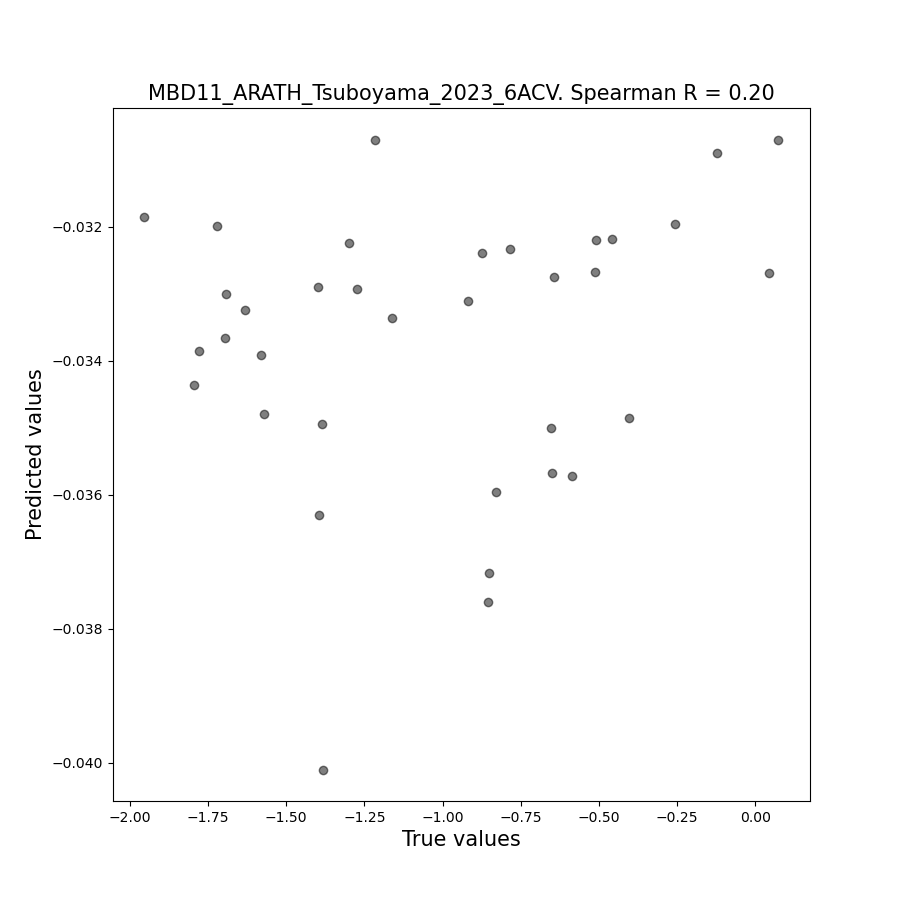 MBD11_ARATH_Tsuboyama_2023_6ACV. Spearman R = 0.20
Predicted values
−0.032
−0.034
−0.036
−0.038
−0.040
−2.00 −1.75 −1.50 −1.25 −1.00 −0.75 −0.50 −0.25 0.00
True values